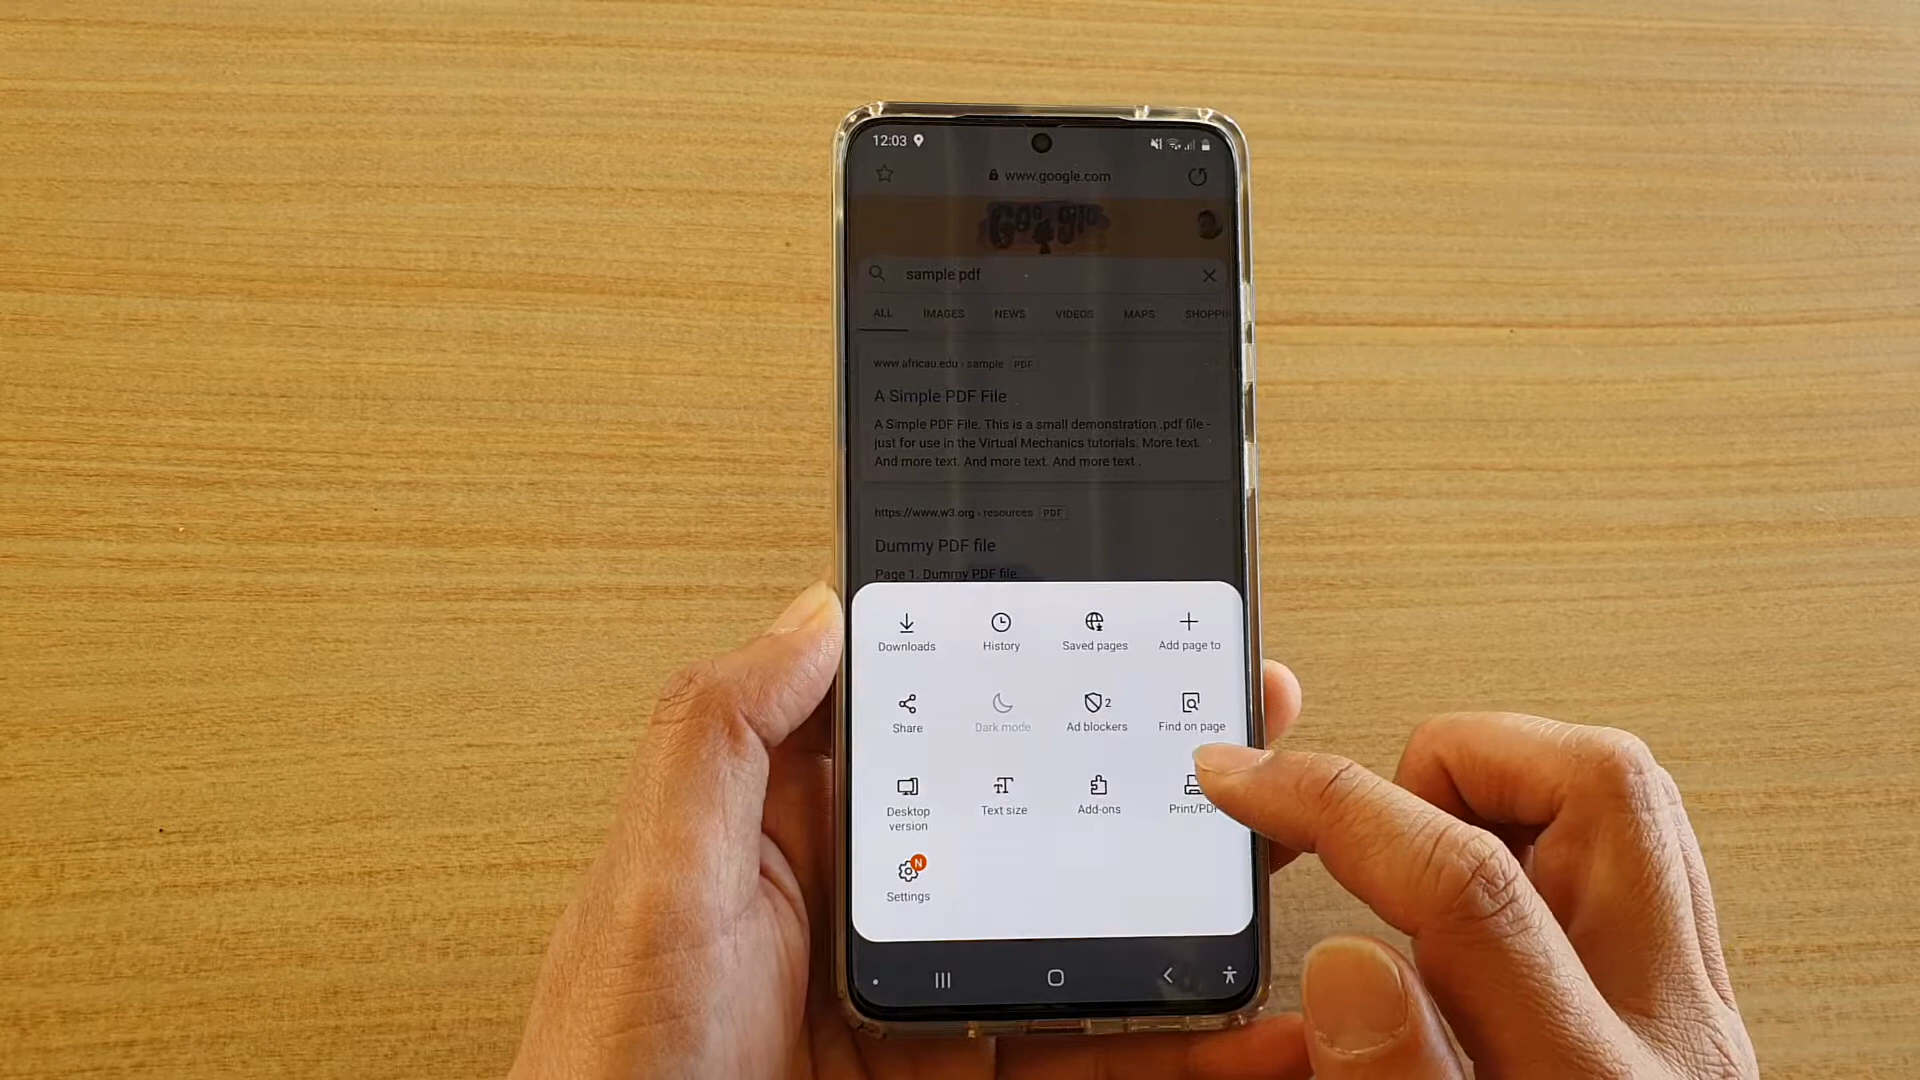 12:03
www.google.com
Google
sample pdf
ALL IMAGES NEWS VIDEOS MAPS SHOPPI
www.africau.edu › sample PDF
A Simple PDF File
A Simple PDF File. This is a small demonstration .pdf file -
just for use in the Virtual Mechanics tutorials. More text.
And more text. And more text. And more text .
https://www.w3.org › resources PDF
Dummy PDF file
Page 1. Dummy PDF file.
Downloads History Saved pages Add page to
2
Share Dark mode Ad blockers Find on page
Desktop version Text size Add-ons Print/PDF
N
Settings